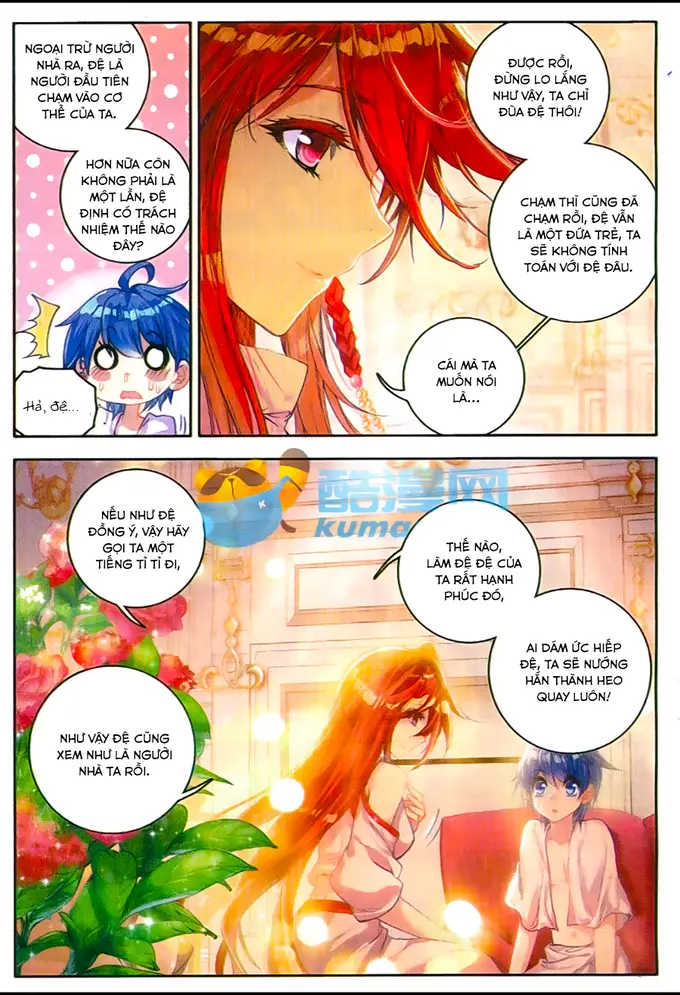 NGOẠI TRỪ NGƯỜI
NHÀ RA, ĐỆ LÀ
NGƯỜI ĐẦU TIÊN
CHẠM VÀO CƠ
THỂ CỦA TA.
HƠN NỮA CÒN
KHÔNG PHẢI LÀ
MỘT LẦN, ĐỆ
ĐỊNH CÓ TRÁCH
NHIỆM THẾ NÀO
ĐÂY?
HẢ, ĐỆ...
ĐƯỢC RỒI,
ĐỪNG LO LẮNG
NHƯ VẬY, TA CHỈ
ĐÙA ĐỆ THÔI!
CHẠM THÌ CŨNG ĐÃ
CHẠM RỒI, ĐỆ VẪN
LÀ MỘT ĐỨA TRẺ, TA
SẼ KHÔNG TÍNH
TOÁN VỚI ĐỆ ĐÂU.
CÁI MÀ TA
MUỐN NÓI
LÀ...
酷漫网
kuma
NẾU NHƯ ĐỆ
ĐỒNG Ý, VẬY HÃY
GỌI TA MỘT
TIẾNG TỈ TỈ ĐI,
NHƯ VẬY ĐỆ CŨNG
XEM NHƯ LÀ NGƯỜI
NHÀ TA RỒI.
THẾ NÀO,
LÀM ĐỆ ĐỆ CỦA
TA RẤT HẠNH
PHÚC ĐÓ,
AI DÁM ỨC HIẾP
ĐỆ, TA SẼ NƯỚNG
HẮN THÀNH HEO
QUAY LUÔN!